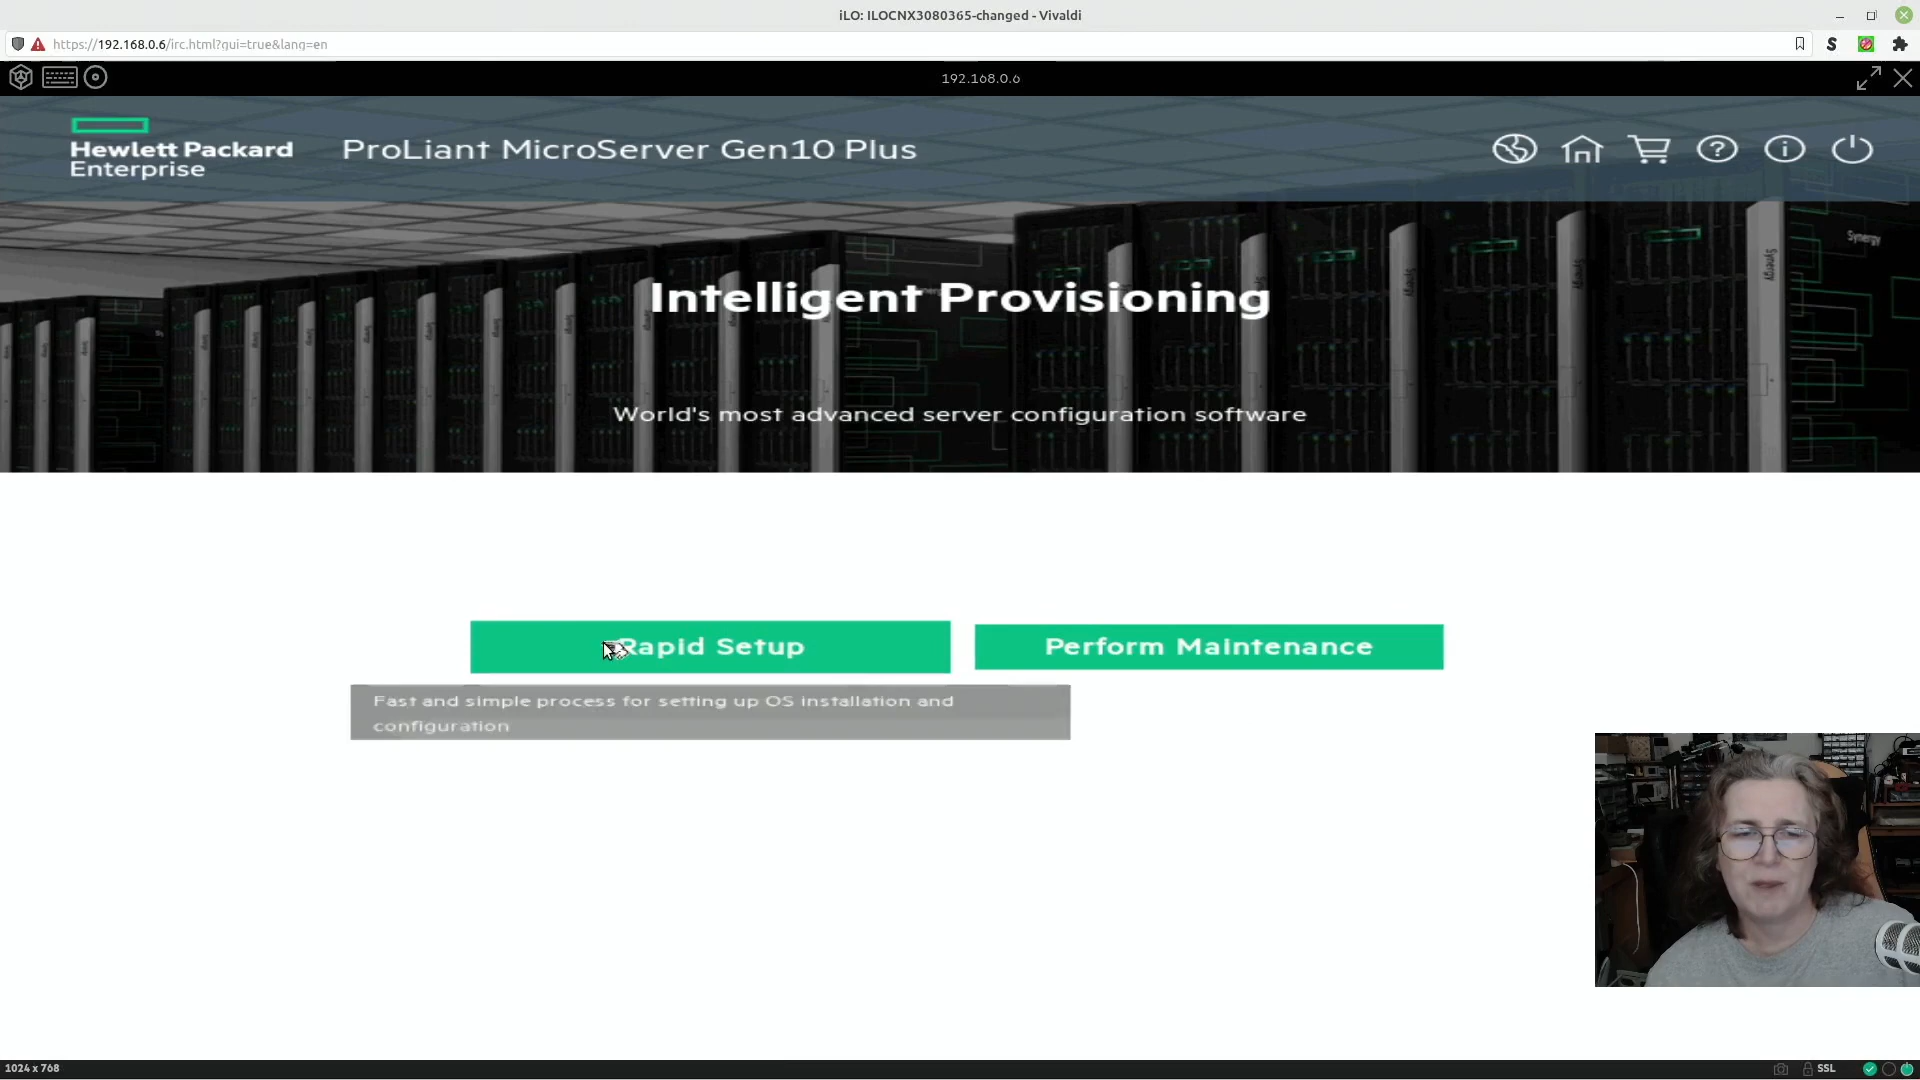 iLO: ILOCNX3080365-changed - Vivaldi
https://192.168.0.6/irc.html?gui=true&lang=en
192.168.0.6
Hewlett Packard
Enterprise
ProLiant MicroServer Gen10 Plus
Synergy
Intelligent Provisioning
World's most advanced server configuration software
Rapid Setup
Perform Maintenance
Fast and simple process for setting up OS installation and
configuration
1024 x 768
SSL